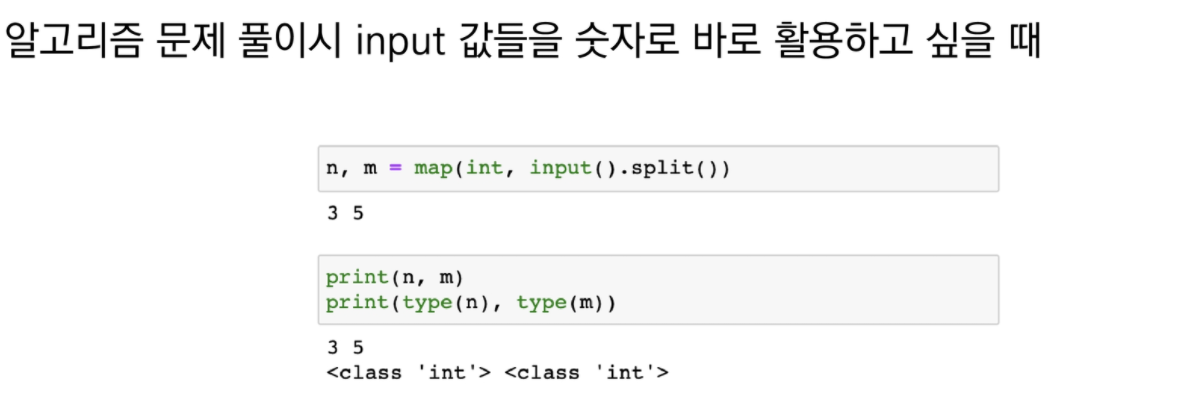 알고리즘 문제 풀이시 input 값들을 숫자로 바로 활용하고 싶을 때
n, m = map(int, input().split())
3 5
print(n, m)
print(type(n), type(m))
3 5
<class 'int'> <class 'int'>